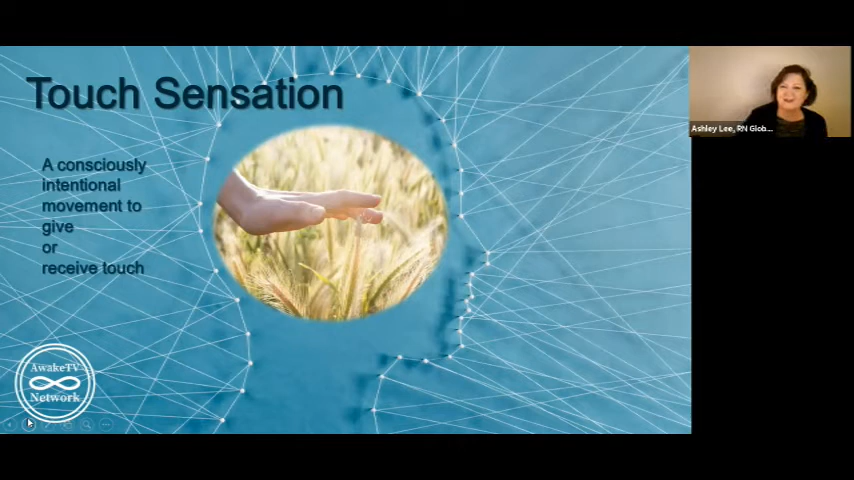 Touch Sensation
A consciously
intentional
movement to
give
or
receive touch
AwakeTV
Network
Ashley Lee, RN Glob...